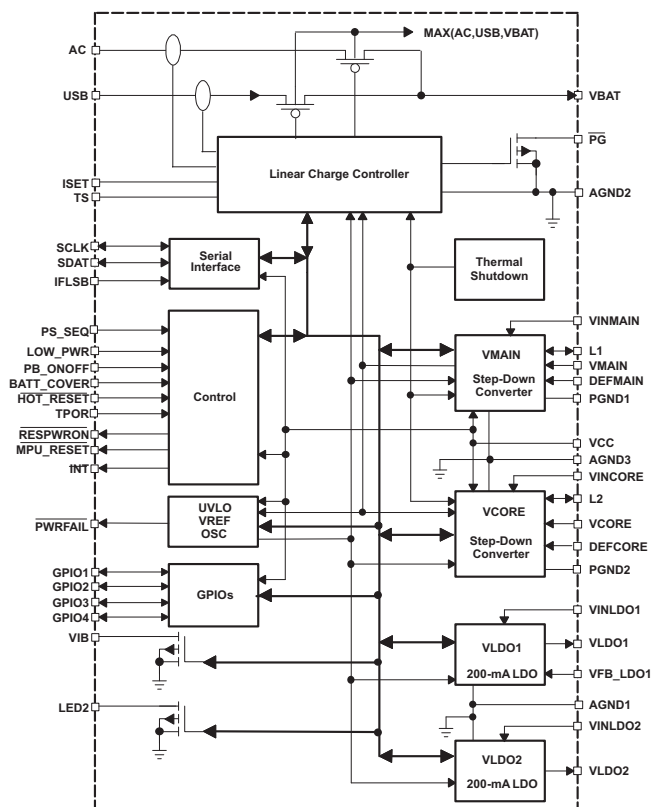 MAX(AC,USB,VBAT)
AC
USB
VBAT
PG
Linear Charge Controller
ISET
TS
AGND2
SCLK
SDAT
IFLSB
Serial
Interface
Thermal
Shutdown
VINMAIN
PS_SEQ
LOW_PWR
PB_ONOFF
BATT_COVER
HOT_RESET
TPOR
RESPWRON
MPU_RESET
INT
Control
VMAIN
Step-Down
Converter
L1
VMAIN
DEFMAIN
PGND1
VCC
AGND3
VINCORE
PWRFAIL
UVLO
VREF
OSC
VCORE
Step-Down
Converter
L2
VCORE
DEFCORE
PGND2
GPIO1
GPIO2
GPIO3
GPIO4
GPIOs
VINLDO1
VIB
VLDO1
200-mA LDO
VLDO1
VFB_LDO1
LED2
AGND1
VINLDO2
VLDO2
200-mA LDO
VLDO2